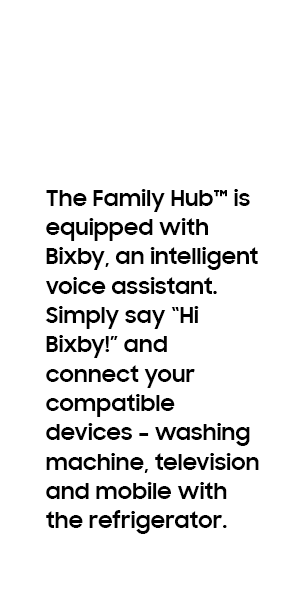 The Family Hub™ is
equipped with
Bixby, an intelligent
voice assistant.
Simply say “Hi
Bixby!” and
connect your
compatible
devices – washing
machine, television
and mobile with
the refrigerator.